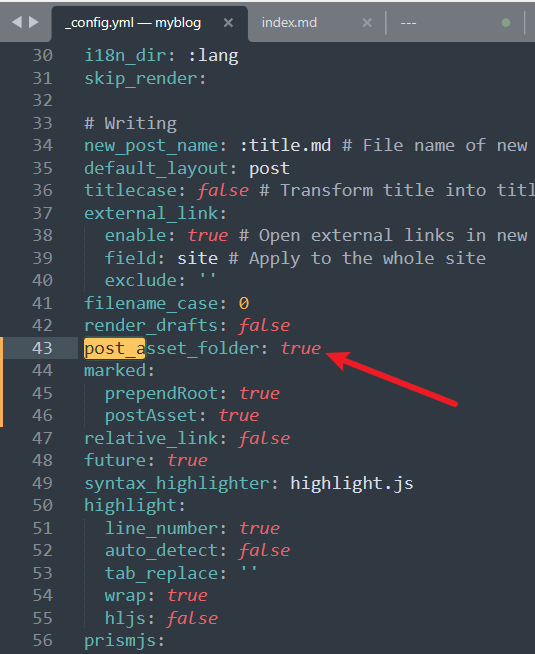 _config.yml — myblog × index.md × ---
30 i18n_dir: :lang
31 skip_render:
32
33 # Writing
34 new_post_name: :title.md # File name of new
35 default_layout: post
36 titlecase: false # Transform title into titl
37 external_link:
38 enable: true # Open external links in new
39 field: site # Apply to the whole site
40 exclude: ''
41 filename_case: 0
42 render_drafts: false
43 post_asset_folder: true
44 marked:
45 prependRoot: true
46 postAsset: true
47 relative_link: false
48 future: true
49 syntax_highlighter: highlight.js
50 highlight:
51 line_number: true
52 auto_detect: false
53 tab_replace: ''
54 wrap: true
55 hljs: false
56 prismjs: